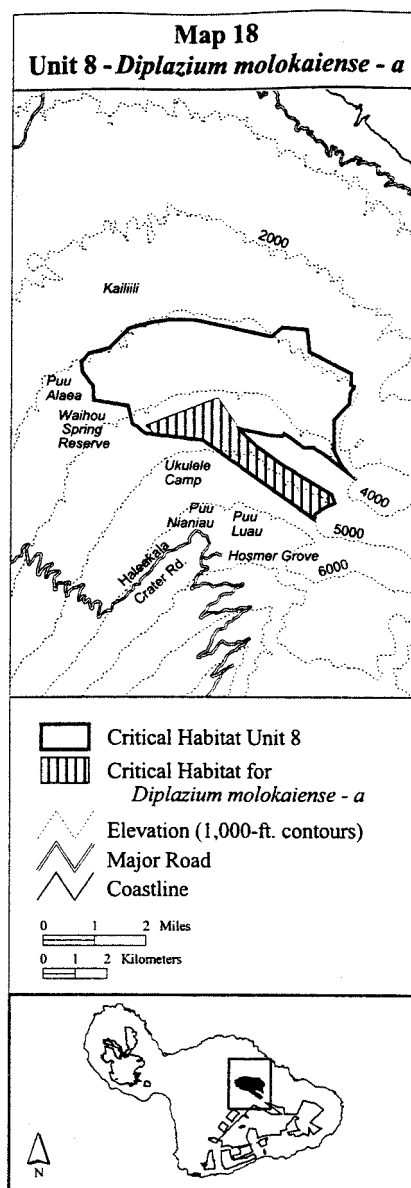 Map 18
Unit 8 - Diplazium molokaiense - a
2000
Kailiili
Puu
Alaea
Waihou
Spring
Reserve
Ukulele
Camp
4000
Puu
Nianiau
Puu
Luau
5000
Hosmer Grove
6000
Haleakala
Crater Rd.
Critical Habitat Unit 8
Critical Habitat for
Diplazium molokaiense - a
Elevation (1,000-ft. contours)
Major Road
Coastline
0 1 2 Miles
0 1 2 Kilometers
N